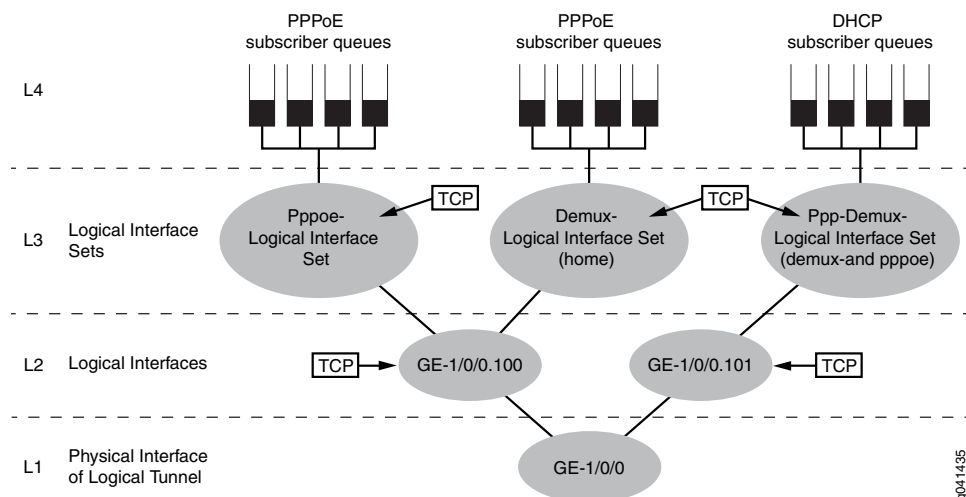 PPPoE
subscriber queues
PPPoE
subscriber queues
DHCP
subscriber queues
L4
TCP
TCP
Pppoe-
Logical Interface
Set
Demux-
Logical Interface Set
(home)
Ppp-Demux-
Logical Interface Set
(demux-and pppoe)
L3
Logical Interface
Sets
L2
Logical Interfaces
TCP
GE-1/0/0.100
GE-1/0/0.101
TCP
L1
Physical Interface
of Logical Tunnel
GE-1/0/0